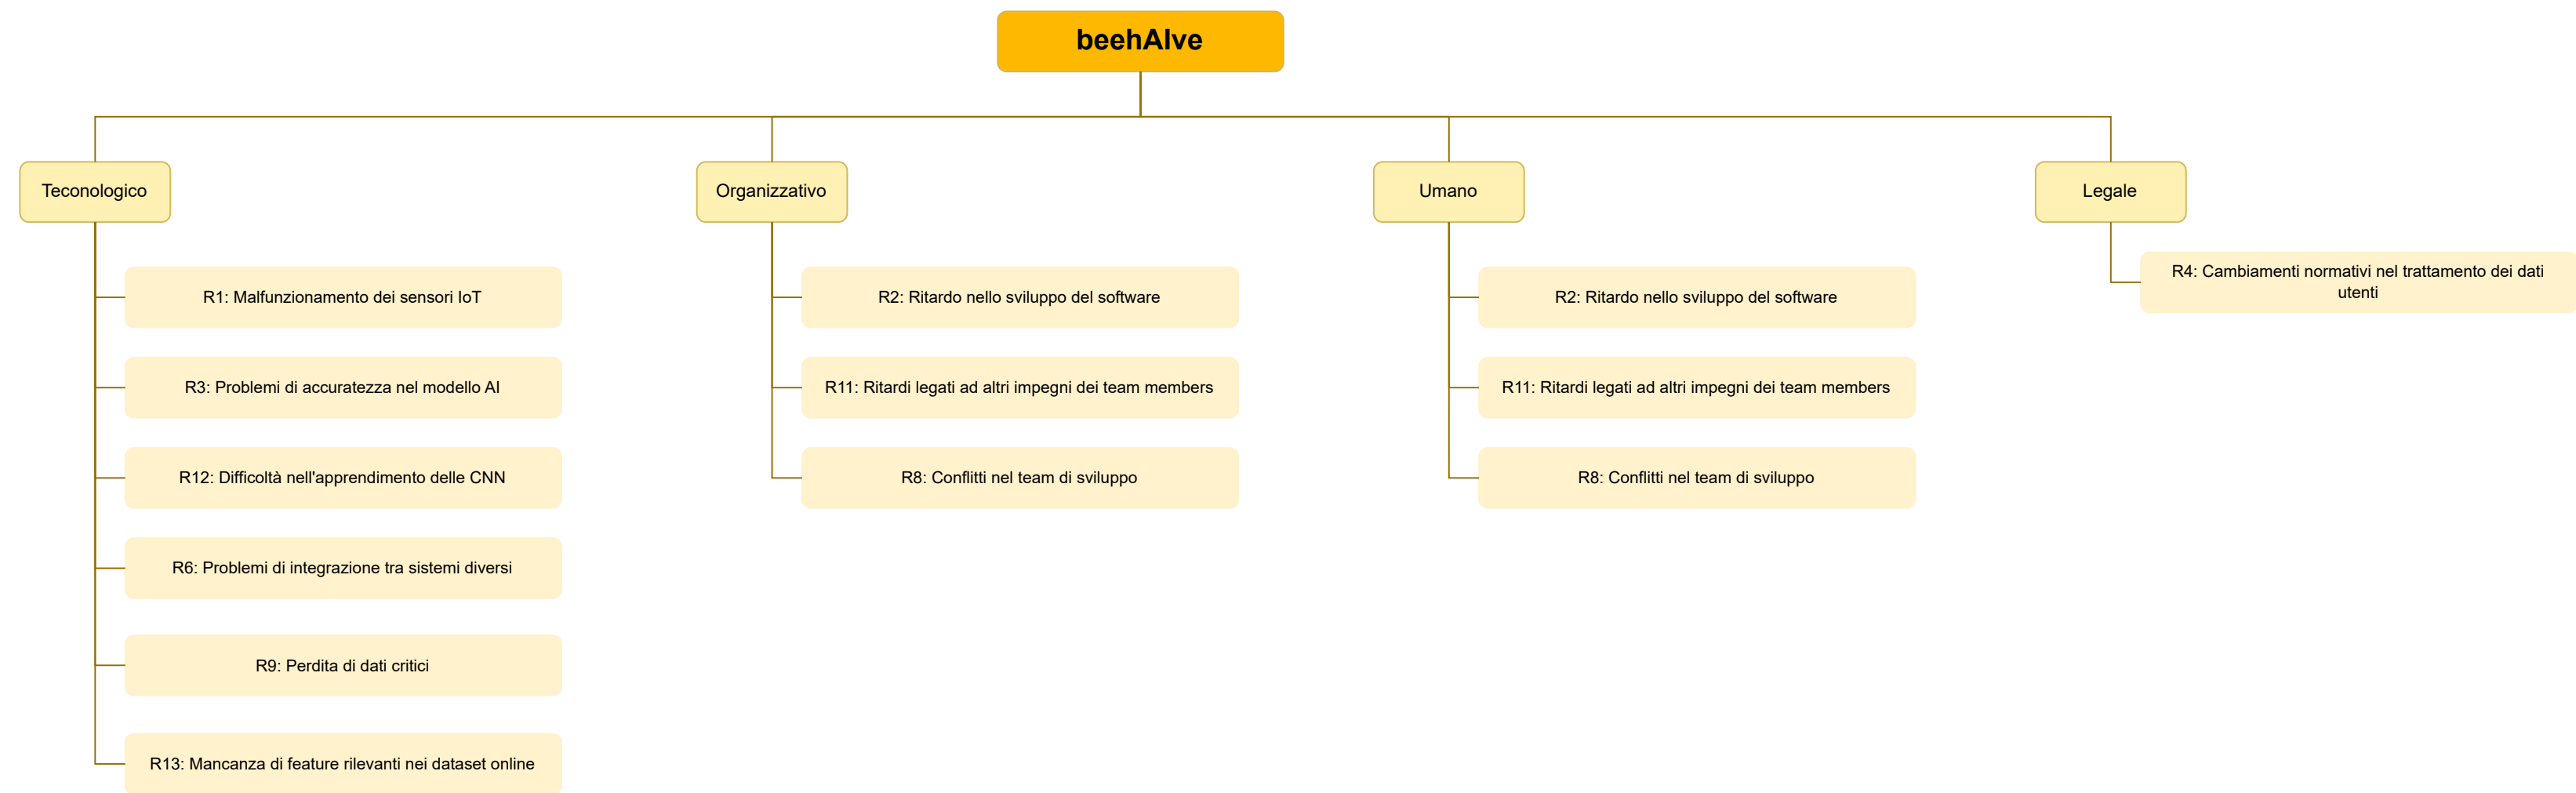 beehAIve
Teconologico
R1: Malfunzionamento dei sensori IoT
R3: Problemi di accuratezza nel modello AI
R12: Difficoltà nell'apprendimento delle CNN
R6: Problemi di integrazione tra sistemi diversi
R9: Perdita di dati critici
R13: Mancanza di feature rilevanti nei dataset online
Organizzativo
R2: Ritardo nello sviluppo del software
R11: Ritardi legati ad altri impegni dei team members
R8: Conflitti nel team di sviluppo
Umano
R2: Ritardo nello sviluppo del software
R11: Ritardi legati ad altri impegni dei team members
R8: Conflitti nel team di sviluppo
Legale
R4: Cambiamenti normativi nel trattamento dei dati
utenti